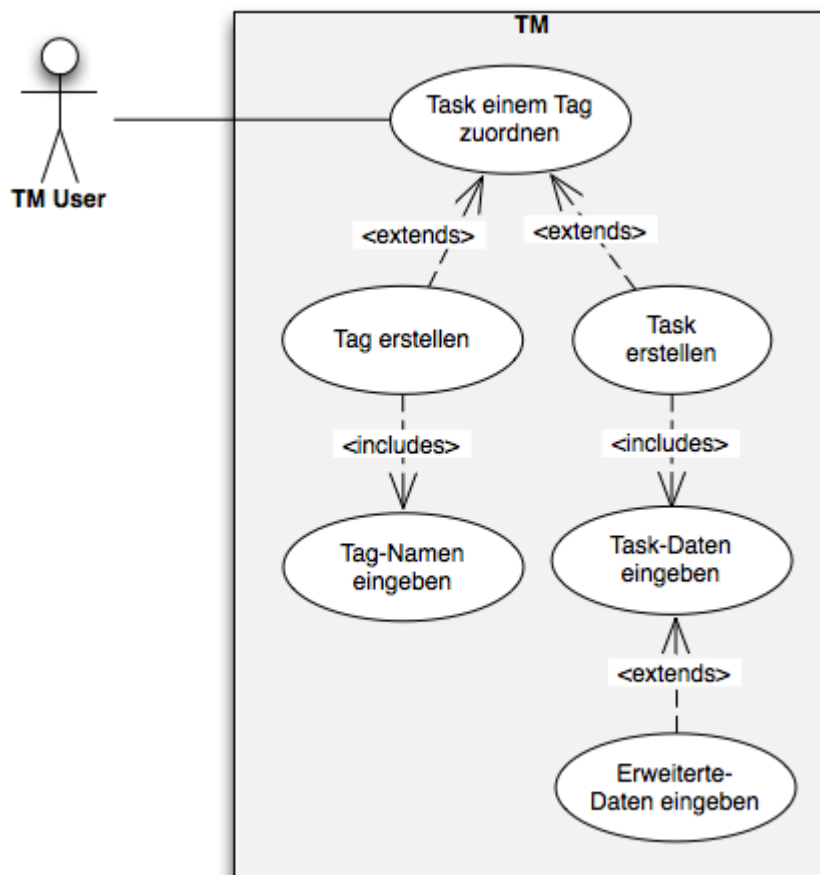 TM
TM User
Task einem Tag
zuordnen
<extends>
<extends>
Tag erstellen
Task
erstellen
<includes>
<includes>
Tag-Namen
eingeben
Task-Daten
eingeben
<extends>
Erweiterte-
Daten eingeben